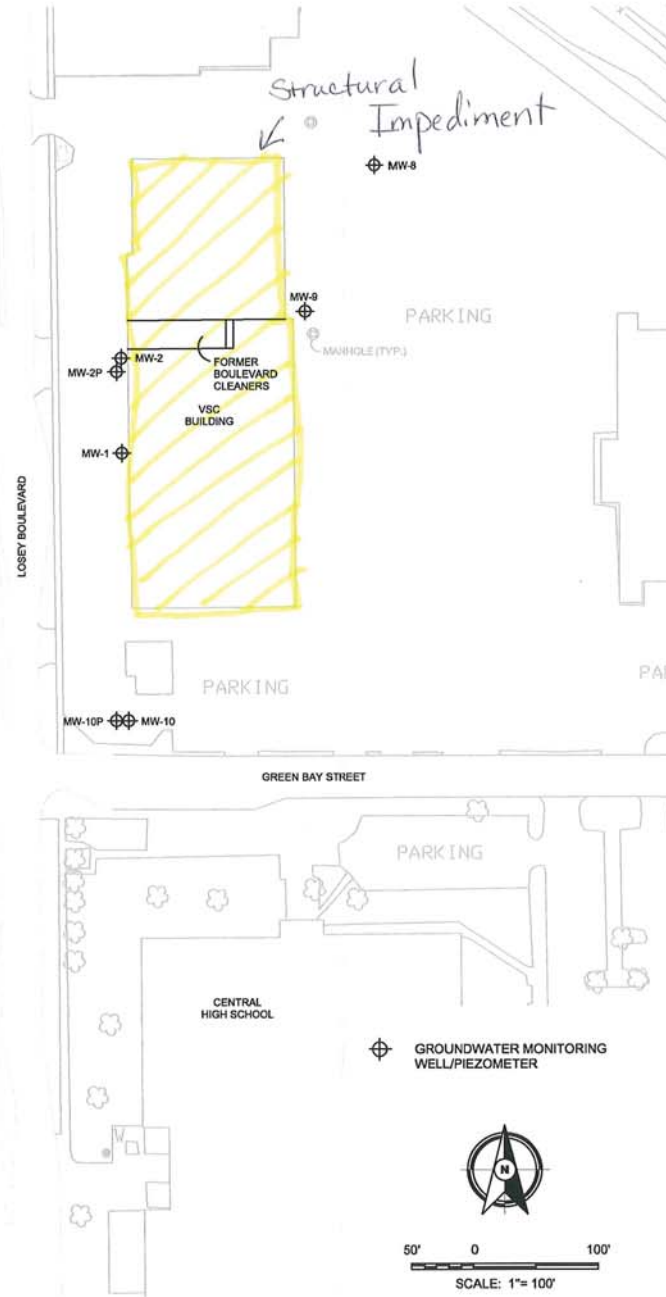 Structural
Impediment
MW-8
MW-9
PARKING
MANHOLE (TYP.)
MW-2
MW-2P
FORMER
BOULEVARD
CLEANERS
VSC
BUILDING
MW-1
LOSEY BOULEVARD
PARKING
PA
MW-10P
MW-10
GREEN BAY STREET
PARKING
CENTRAL
HIGH SCHOOL
GROUNDWATER MONITORING
WELL/PIEZOMETER
N
50' 0 100'
SCALE: 1"= 100'